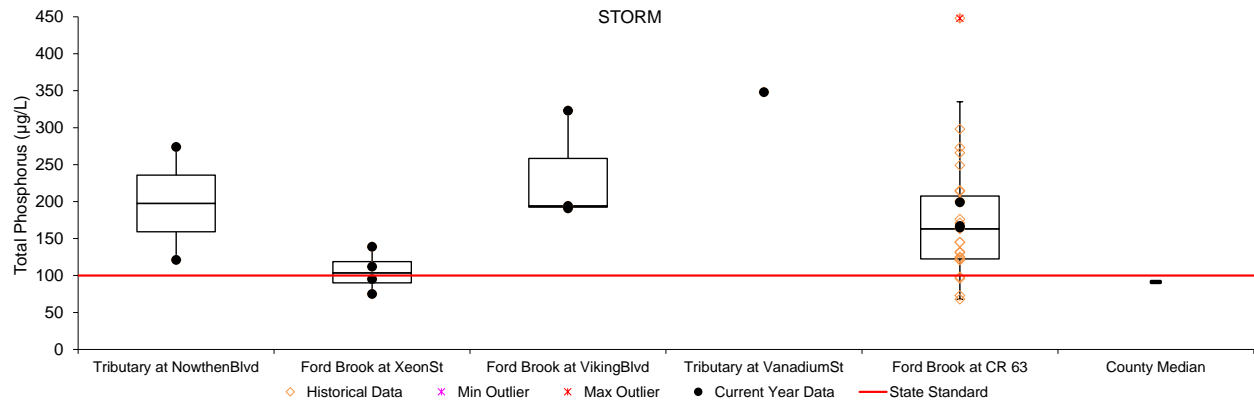 STORM
450
400
350
300
250
200
150
100
50
0
Total Phosphorus (µg/L)
Tributary at NowthenBlvd Ford Brook at XeonSt Ford Brook at VikingBlvd Tributary at VanadiumSt Ford Brook at CR 63 County Median
Historical Data Min Outlier Max Outlier Current Year Data State Standard